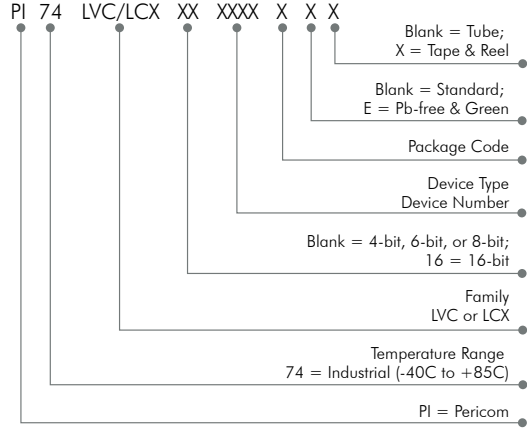 PI 74 LVC/LCX XX XXXX X X X
Blank = Tube;
X = Tape & Reel
Blank = Standard;
E = Pb-free & Green
Package Code
Device Type
Device Number
Blank = 4-bit, 6-bit, or 8-bit;
16 = 16-bit
Family
LVC or LCX
Temperature Range
74 = Industrial (-40C to +85C)
PI = Pericom